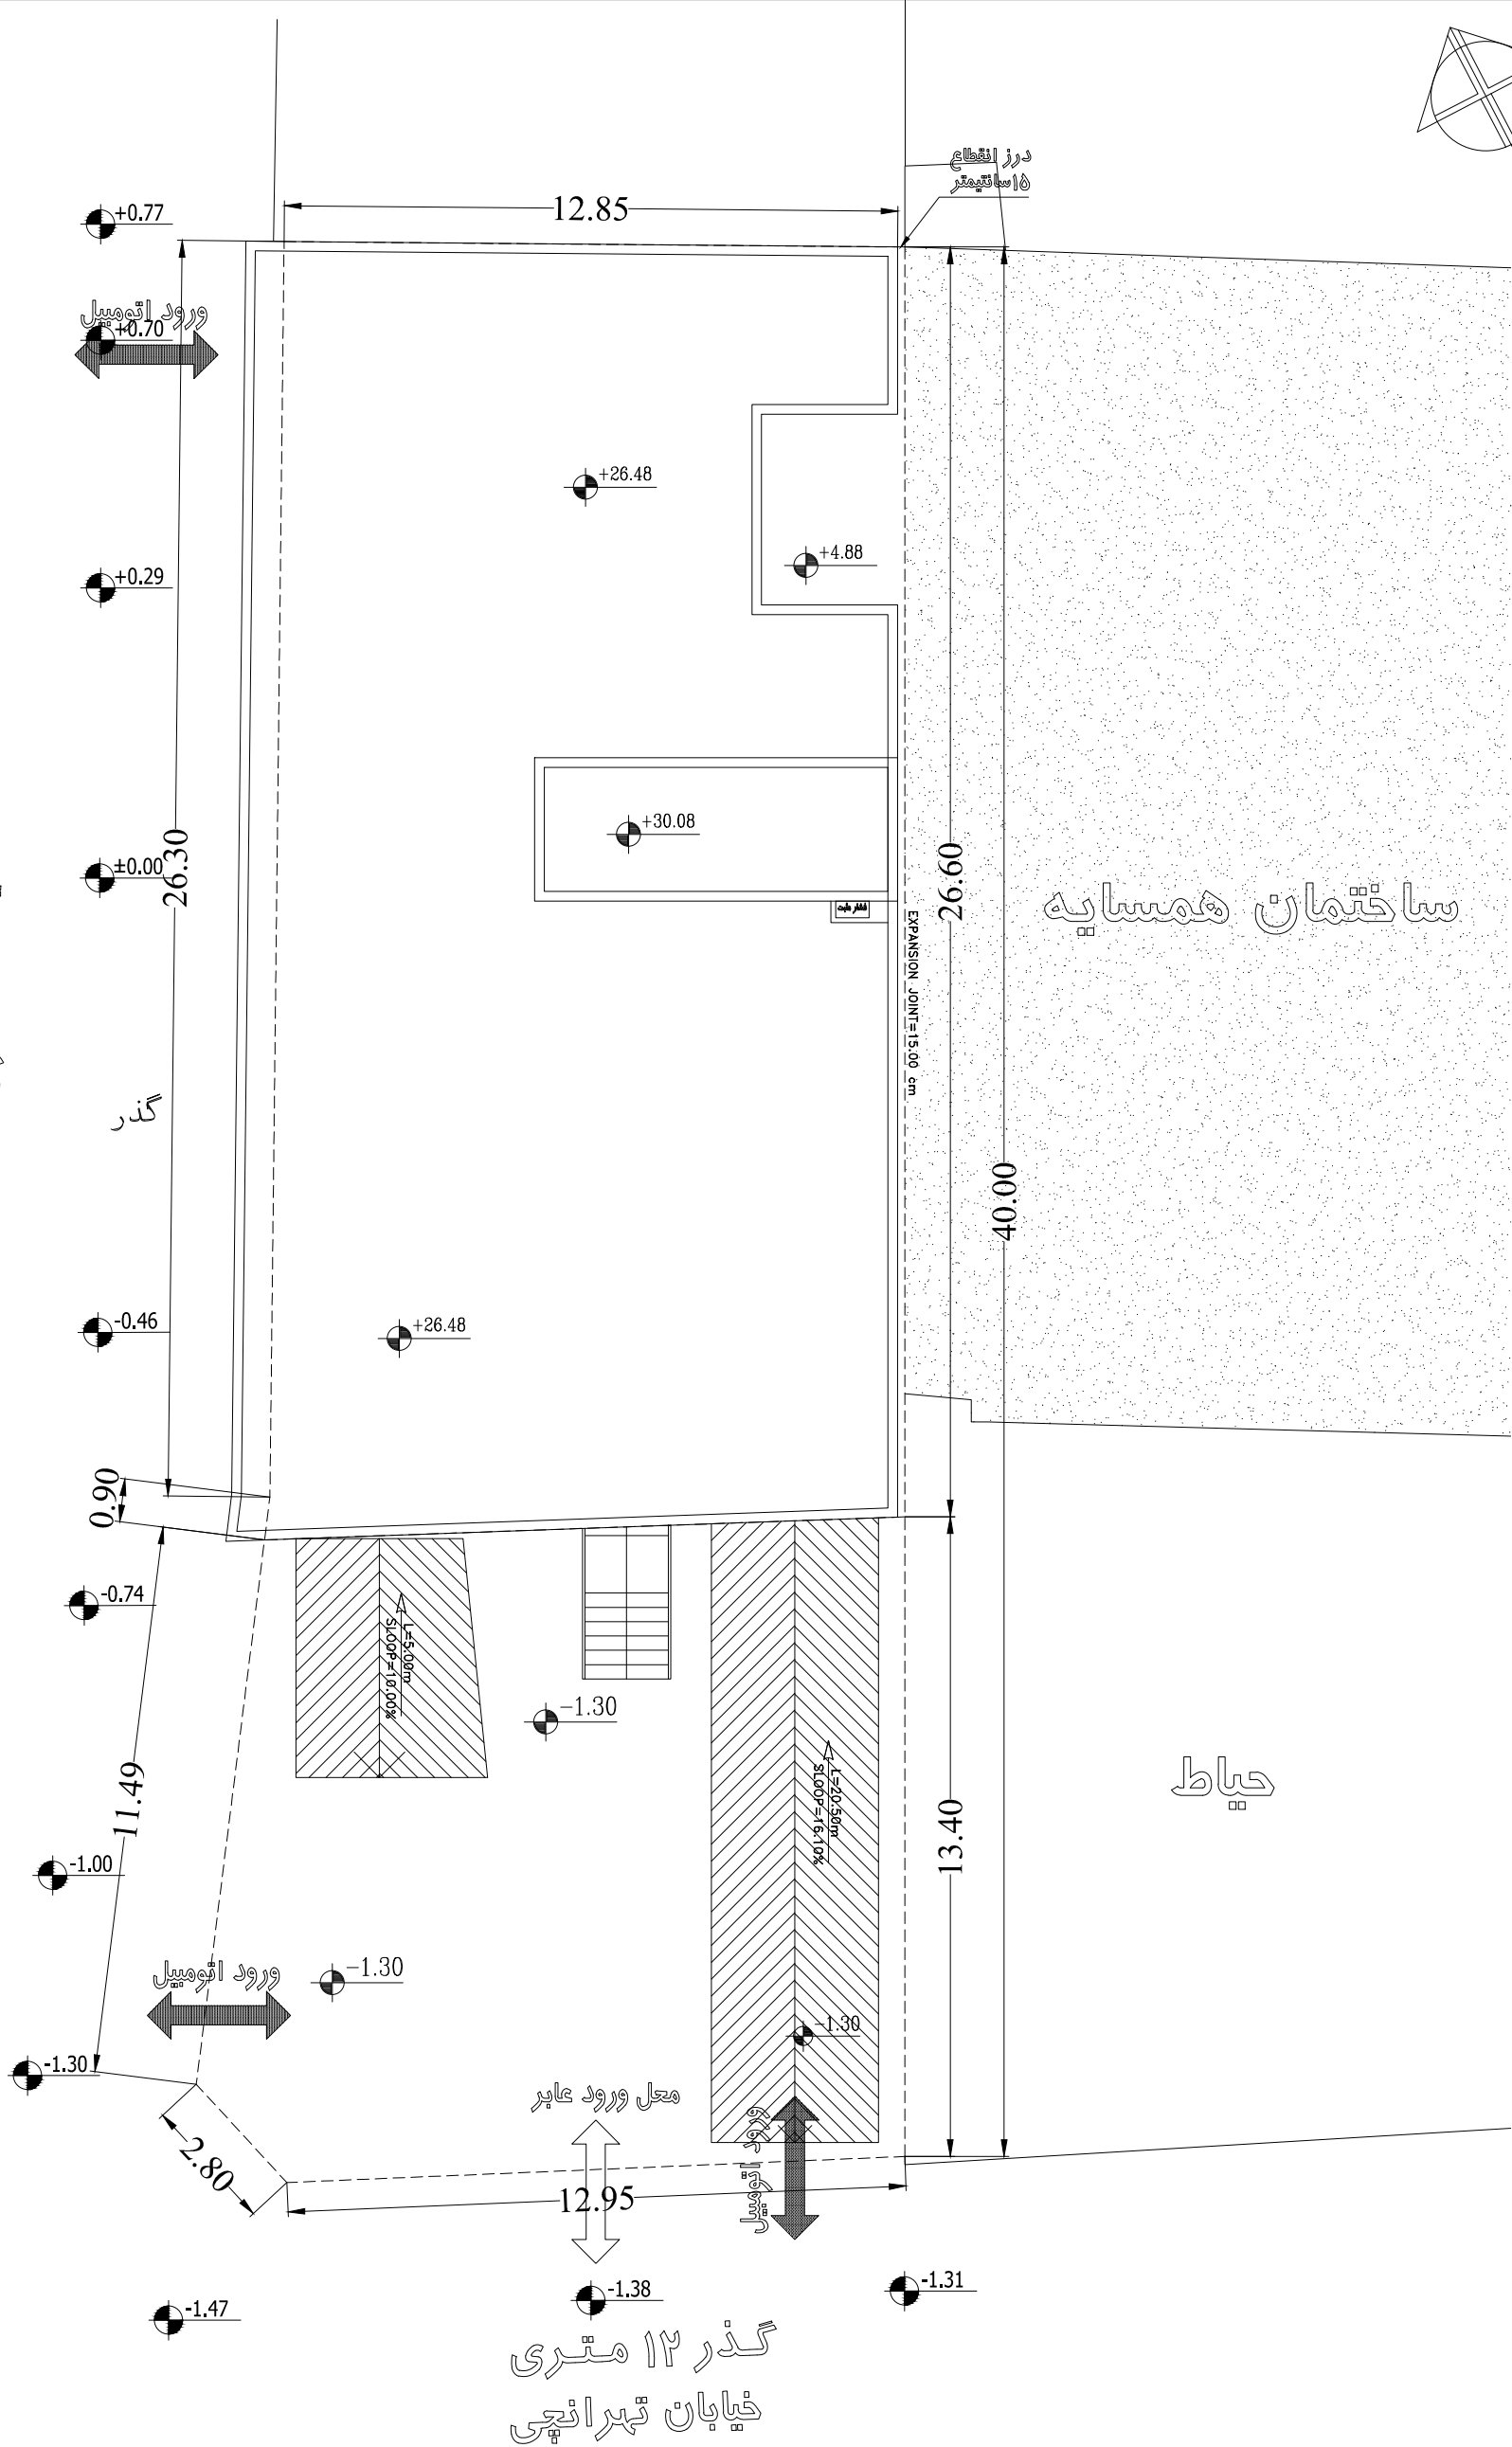 درز انقطاع
۱۵سانتیمتر
12.85
+0.77
ورود اتومبیل
+0.70
+26.48
+4.88
+0.29
+30.08
±0.00
26.30
26.60
ساختمان همسایه
EXPANSION JOINT=15.00 cm
گذر
40.00
-0.46
+26.48
0.90
-0.74
L=5.00m
SLOOP=10.00%
-1.30
11.49
L=20.50m
SLOOP=16.10%
13.40
حیاط
-1.00
ورود اتومبیل
-1.30
-1.30
-1.30
محل ورود عابر
ورود اتومبیل
2.80
12.95
-1.31
-1.38
-1.47
گذر ۱۲ متری
خیابان تهرانچی